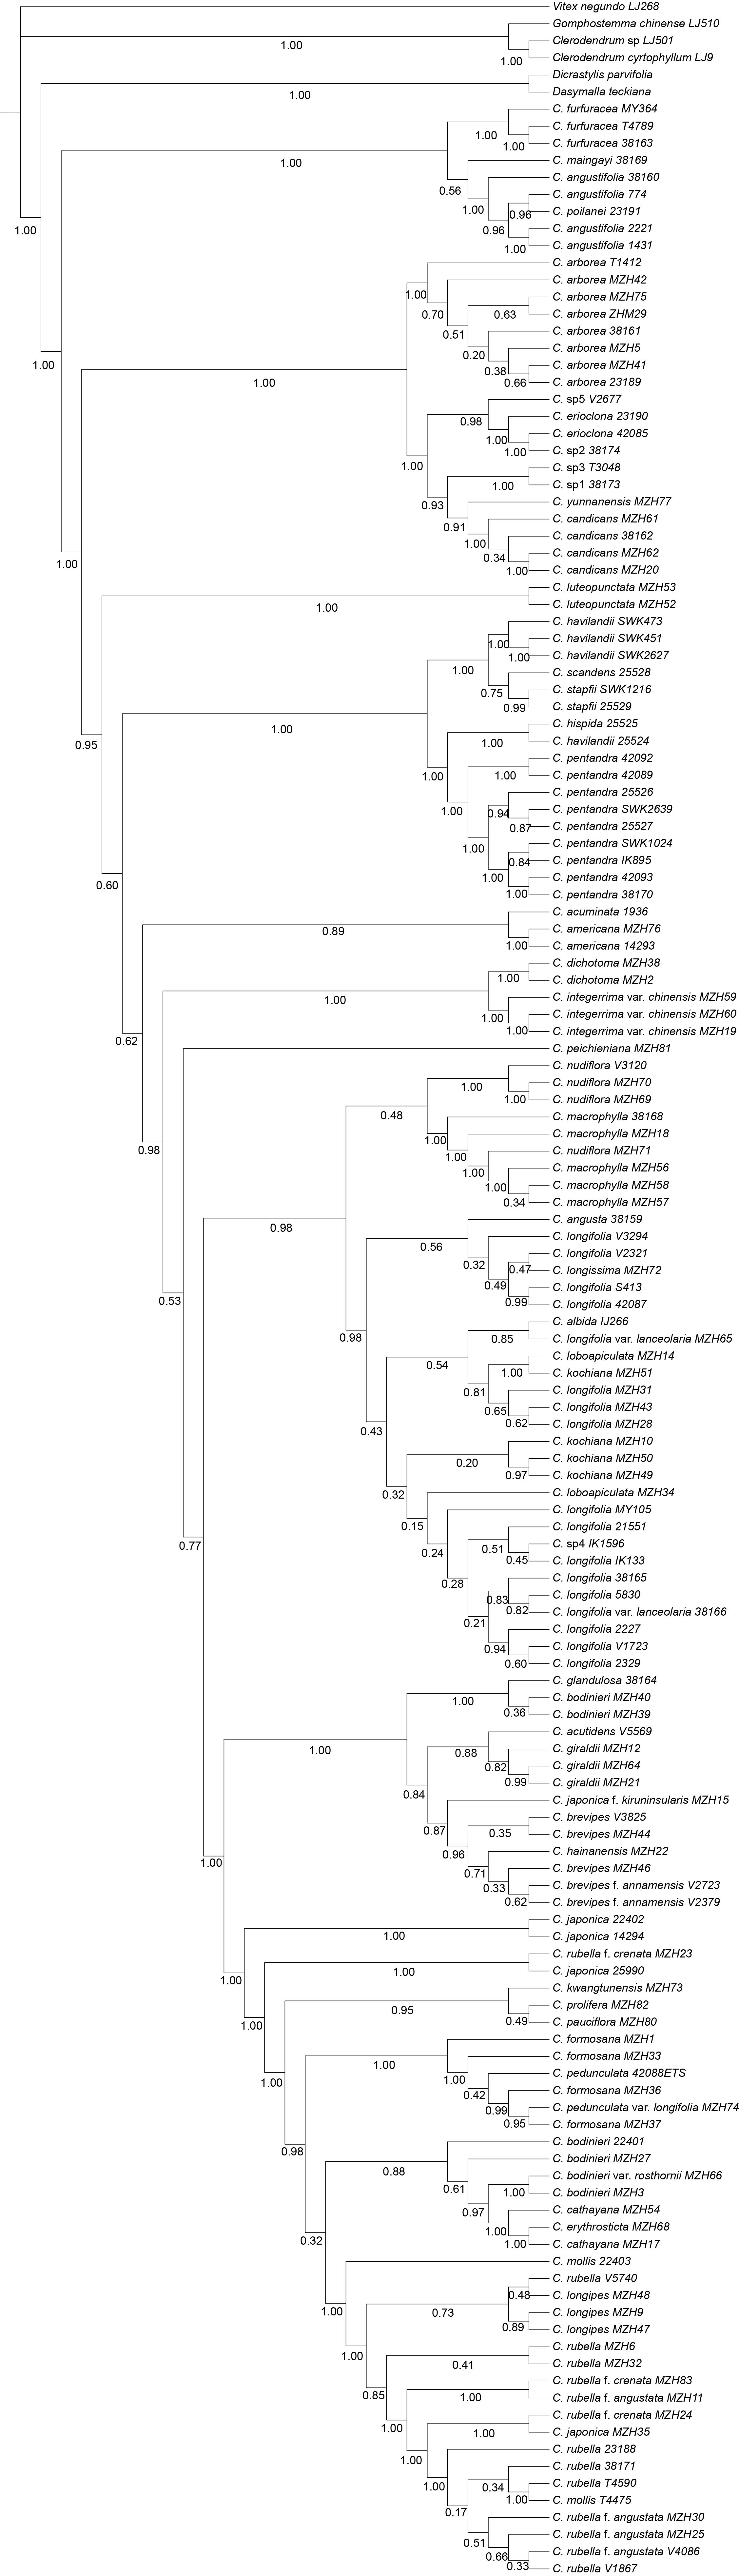 Vitex negundo LJ268
Gomphostemma chinense LJ510
Clerodendrum sp LJ501
1.00
Clerodendrum cyrtophyllum LJ9
1.00
Dicrastylis parvifolia
Dasymalla teckiana
1.00
C. furfuracea MY364
C. furfuracea T4789
1.00
C. furfuracea 38163
1.00
C. maingayi 38169
1.00
C. angustifolia 38160
0.56
C. angustifolia 774
C. poilanei 23191
1.00
0.96
C. angustifolia 2221
1.00
0.96
C. angustifolia 1431
1.00
C. arborea T1412
C. arborea MZH42
C. arborea MZH75
1.00
C. arborea ZHM29
0.70
0.63
C. arborea 38161
0.51
C. arborea MZH5
0.20
C. arborea MZH41
1.00
0.38
C. arborea 23189
1.00
0.66
C. sp5 V2677
C. erioclona 23190
0.98
C. erioclona 42085
1.00
C. sp2 38174
1.00
C. sp3 T3048
1.00
C. sp1 38173
1.00
C. yunnanensis MZH77
0.93
C. candicans MZH61
0.91
C. candicans 38162
1.00
C. candicans MZH62
1.00
0.34
C. candicans MZH20
1.00
C. luteopunctata MZH53
C. luteopunctata MZH52
1.00
C. havilandii SWK473
C. havilandii SWK451
1.00
C. havilandii SWK2627
1.00
C. scandens 25528
1.00
C. stapfii SWK1216
0.75
C. stapfii 25529
0.99
C. hispida 25525
1.00
C. havilandii 25524
0.95
1.00
C. pentandra 42092
C. pentandra 42089
1.00
1.00
C. pentandra 25526
C. pentandra SWK2639
1.00
0.94
C. pentandra 25527
0.87
C. pentandra SWK1024
1.00
C. pentandra IK895
0.84
C. pentandra 42093
0.60
1.00
C. pentandra 38170
1.00
C. acuminata 1936
C. americana MZH76
0.89
C. americana 14293
1.00
C. dichotoma MZH38
C. dichotoma MZH2
1.00
C. integerrima var. chinensis MZH59
1.00
C. integerrima var. chinensis MZH60
1.00
C. integerrima var. chinensis MZH19
0.62
1.00
C. peichieniana MZH81
C. nudiflora V3120
C. nudiflora MZH70
1.00
C. nudiflora MZH69
1.00
C. macrophylla 38168
0.48
C. macrophylla MZH18
0.98
1.00
C. nudiflora MZH71
1.00
C. macrophylla MZH56
1.00
C. macrophylla MZH58
1.00
C. macrophylla MZH57
0.34
C. angusta 38159
0.98
C. longifolia V3294
0.56
C. longifolia V2321
0.32
C. longissima MZH72
0.47
C. longifolia S413
0.49
C. longifolia 42087
0.53
0.99
C. albida IJ266
C. longifolia var. lanceolaria MZH65
0.98
0.85
C. loboapiculata MZH14
0.54
C. kochiana MZH51
1.00
C. longifolia MZH31
0.81
C. longifolia MZH43
0.65
C. longifolia MZH28
0.43
0.62
C. kochiana MZH10
C. kochiana MZH50
0.20
C. kochiana MZH49
0.97
C. loboapiculata MZH34
0.32
C. longifolia MY105
C. longifolia 21551
0.15
C. sp4 IK1596
0.77
0.24
0.51
C. longifolia IK133
0.45
C. longifolia 38165
0.28
C. longifolia 5830
0.83
C. longifolia var. lanceolaria 38166
0.82
0.21
C. longifolia 2227
C. longifolia V1723
0.94
C. longifolia 2329
0.60
C. glandulosa 38164
C. bodinieri MZH40
1.00
C. bodinieri MZH39
0.36
C. acutidens V5569
C. giraldii MZH12
1.00
0.88
C. giraldii MZH64
0.82
C. giraldii MZH21
0.99
0.84
C. japonica f. kiruninsularis MZH15
C. brevipes V3825
0.87
C. brevipes MZH44
0.35
C. hainanensis MZH22
0.96
1.00
C. brevipes MZH46
0.71
C. brevipes f. annamensis V2723
0.33
C. brevipes f. annamensis V2379
0.62
C. japonica 22402
C. japonica 14294
1.00
C. rubella f. crenata MZH23
C. japonica 25990
1.00
1.00
C. kwangtunensis MZH73
C. prolifera MZH82
0.95
C. pauciflora MZH80
1.00
0.49
C. formosana MZH1
C. formosana MZH33
1.00
C. pedunculata 42088ETS
1.00
1.00
C. formosana MZH36
0.42
C. pedunculata var. longifolia MZH74
0.99
C. formosana MZH37
0.95
C. bodinieri 22401
0.98
C. bodinieri MZH27
0.88
C. bodinieri var. rosthornii MZH66
0.61
C. bodinieri MZH3
1.00
C. cathayana MZH54
0.97
C. erythrosticta MZH68
1.00
0.32
C. cathayana MZH17
1.00
C. mollis 22403
C. rubella V5740
C. longipes MZH48
0.48
1.00
0.73
C. longipes MZH9
C. longipes MZH47
0.89
C. rubella MZH6
1.00
C. rubella MZH32
0.41
C. rubella f. crenata MZH83
0.85
C. rubella f. angustata MZH11
1.00
C. rubella f. crenata MZH24
1.00
C. japonica MZH35
1.00
C. rubella 23188
1.00
C. rubella 38171
C. rubella T4590
1.00
0.34
C. mollis T4475
1.00
0.17
C. rubella f. angustata MZH30
C. rubella f. angustata MZH25
0.51
C. rubella f. angustata V4086
0.66
C. rubella V1867
0.33